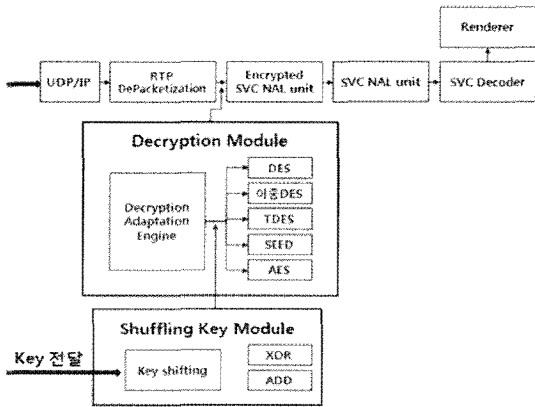 Renderer
UDP/IP
RTP
DePacketization
Encrypted
SVC NAL unit
SVC NAL unit
SVC Decoder
Decryption Module
Decryption
Adaptation
Engine
DES
이중DES
TDES
SEED
AES
Shuffling Key Module
Key 전달
Key shifting
XOR
ADD